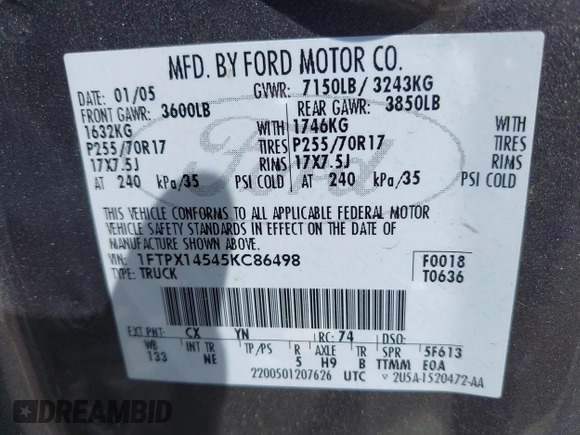 MFD. BY FORD MOTOR CO.
DATE: 01/05 GVWR: 7150LB/ 3243KG
FRONT GAWR: 3600LB REAR GAWR: 3850LB
1632KG WITH 1746KG WITH
P255/70R17 TIRES P255/70R17 TIRES
17X7.5J RIMS 17X7.5J RIMS
AT 240 kPa/35 PSI COLD AT 240 kPa/35 PSI COLD
THIS VEHICLE CONFORMS TO ALL APPLICABLE FEDERAL MOTOR
VEHICLE SAFETY STANDARDS IN EFFECT ON THE DATE OF
MANUFACTURE SHOWN ABOVE.
VIN: 1FTPX14545KC86498 F0018
TYPE: TRUCK T0636
EXT PNT: CX YN RC: 74 DSO:
WB INT TR TP/PS R AXLE TR SPR 5F613
133 NE 5 H9 B TTMM EOA
2200501207626 UTC 2U5A-1520472-AA
Ford
DREAMBID